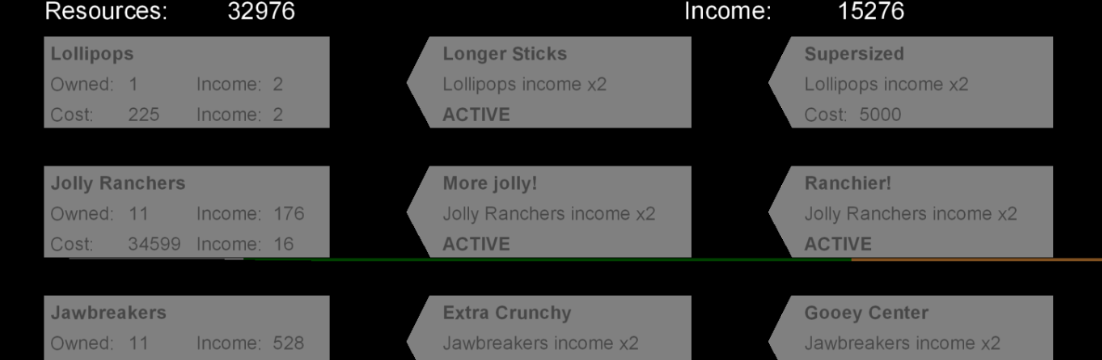 Resources: 32976 Income: 15276
Lollipops Longer Sticks Supersized
Owned: 1 Income: 2 Lollipops income x2 Lollipops income x2
Cost: 225 Income: 2 ACTIVE Cost: 5000
Jolly Ranchers More jolly! Ranchier!
Owned: 11 Income: 176 Jolly Ranchers income x2 Jolly Ranchers income x2
Cost: 34599 Income: 16 ACTIVE ACTIVE
Jawbreakers Extra Crunchy Gooey Center
Owned: 11 Income: 528 Jawbreakers income x2 Jawbreakers income x2